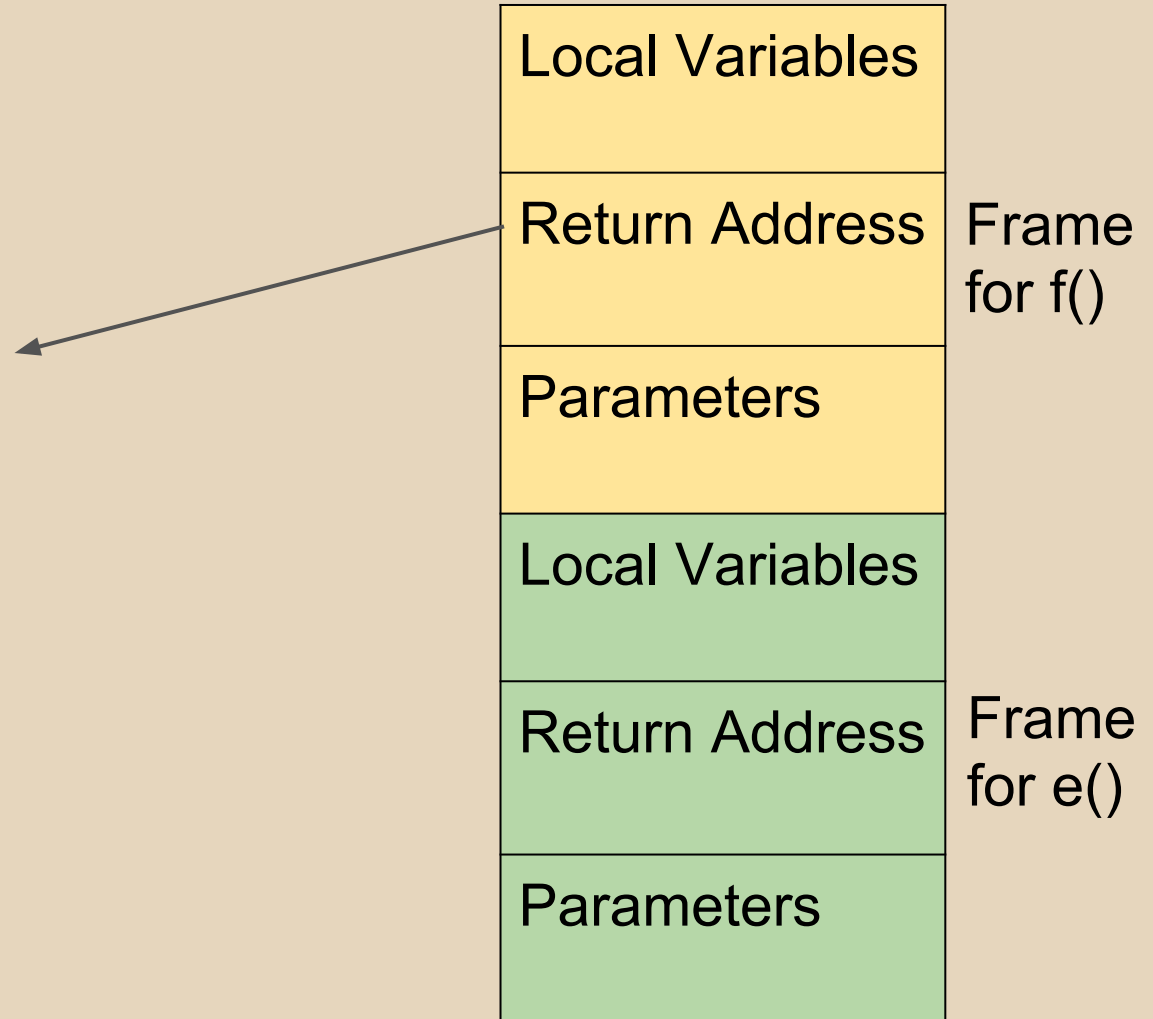 Local Variables
Return Address
Frame
for f()
Parameters
Local Variables
Return Address
Frame
for e()
Parameters